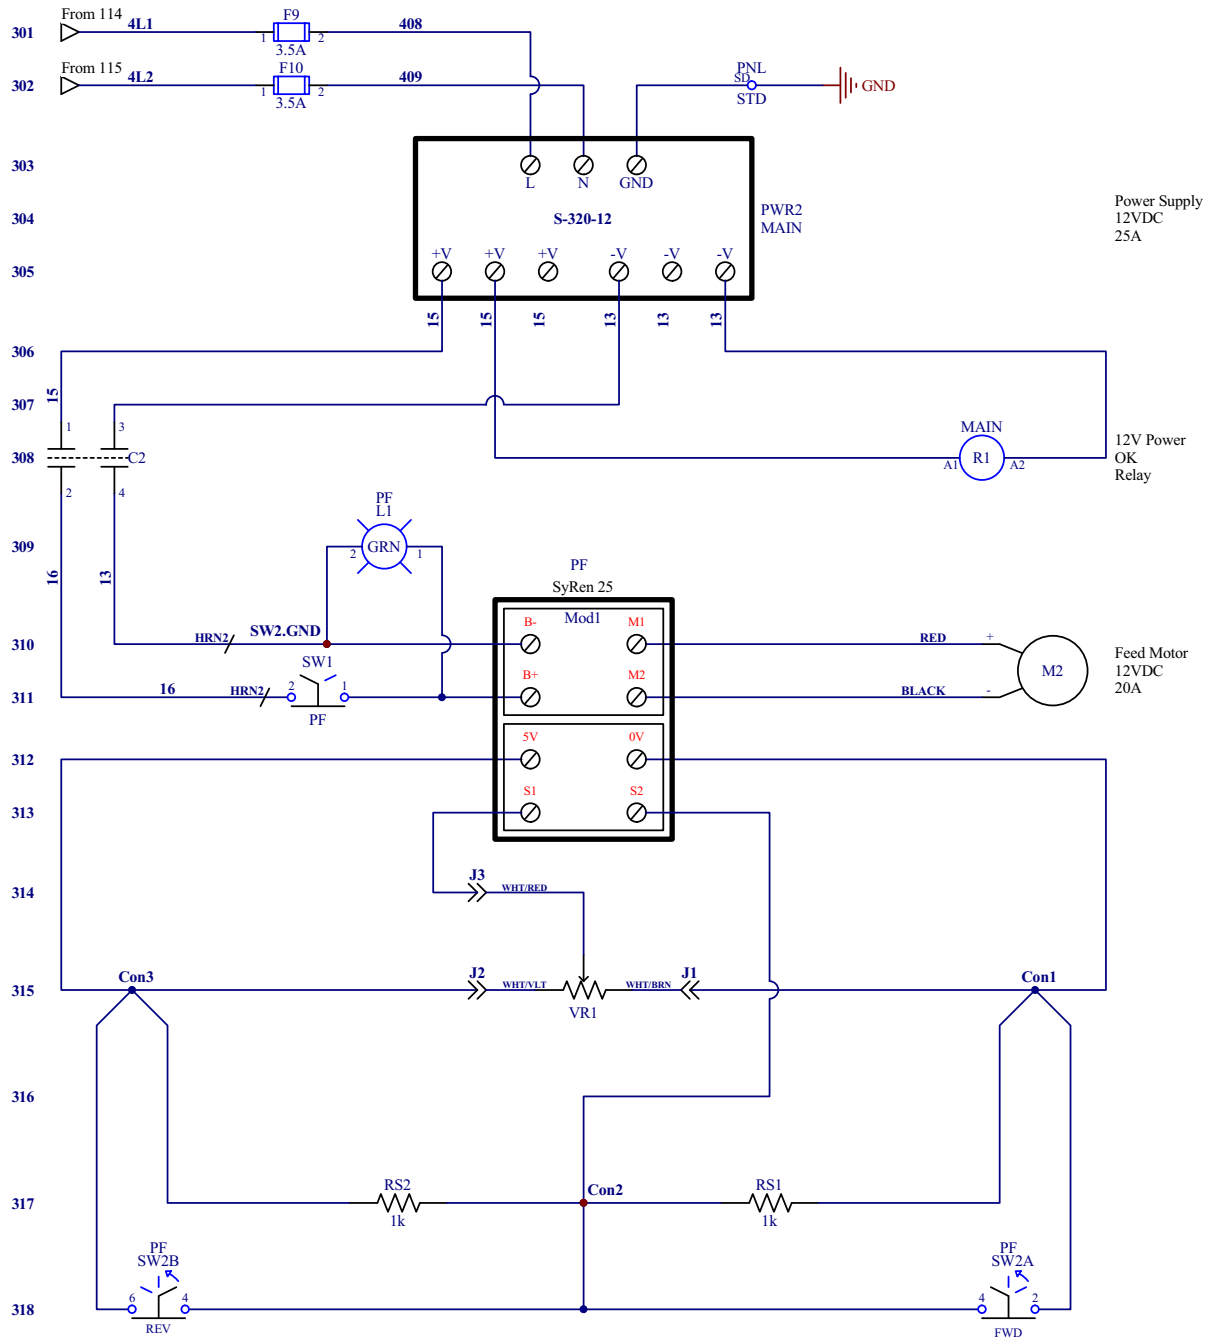 From 114
301
4L1
F9
1
2
3.5A
408
From 115
302
4L2
F10
1
2
3.5A
409
PNL
SD
STD
GND
303
L
N
GND
304
S-320-12
PWR2
MAIN
Power Supply
12VDC
25A
305
+V
+V
+V
-V
-V
-V
15
15
15
13
13
13
306
15
307
1
3
MAIN
308
C2
A1
R1
A2
12V Power
OK
Relay
2
4
PF
L1
309
2
GRN
1
16
13
PF
SyRen 25
Mod1
310
HRN2
SW2.GND
B-
M1
RED
+
M2
Feed Motor
12VDC
20A
SW1
311
16
HRN2
2
1
PF
B+
M2
BLACK
-
312
5V
0V
313
S1
S2
314
J3
WHT/RED
315
Con3
J2
WHT/VLT
VR1
WHT/BRN
J1
Con1
316
317
RS2
1k
Con2
RS1
1k
318
PF
SW2B
6
4
REV
PF
SW2A
4
2
FWD